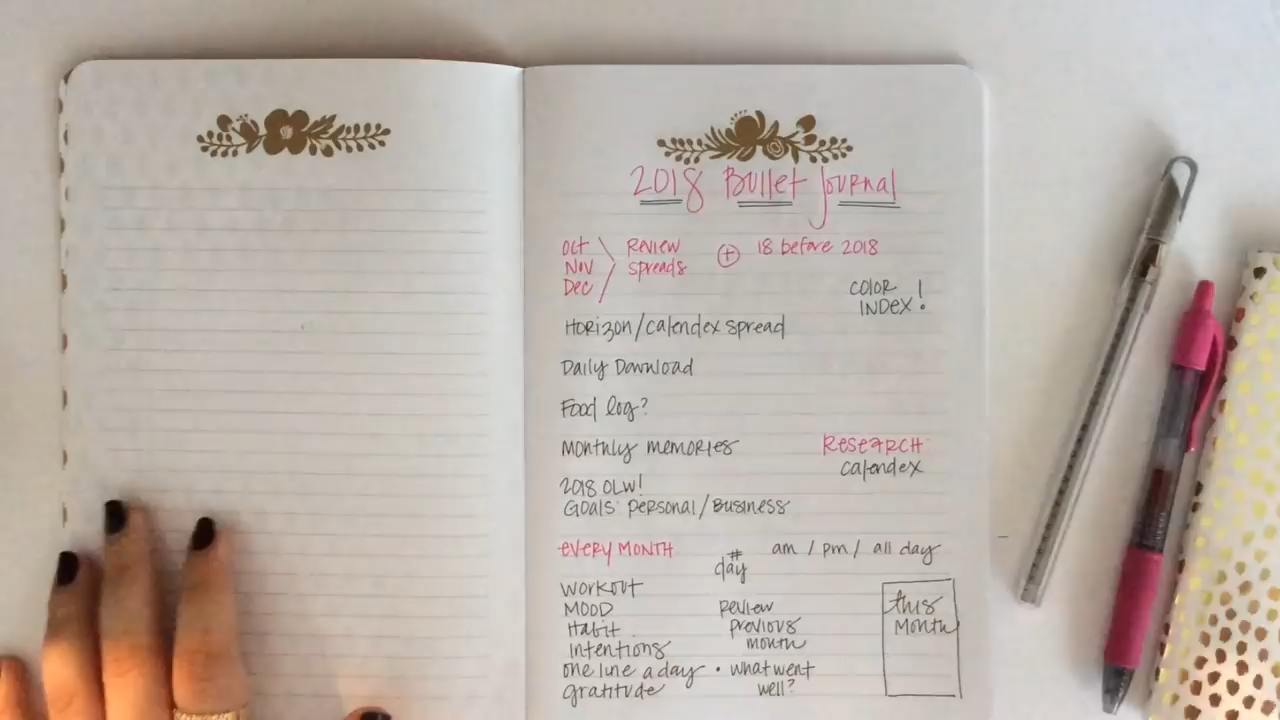 2018 Bullet Journal
Oct
Nov
Dec
Review
spreads
+ 18 before 2018
COLOR
INDEX!
Horizon/calendex spread
Daily Download
Food log?
Monthly memories
RESEARCH
calendex
2018 OLW!
Goals personal/Business
every MONTH
#
day
am / pm / all day
workout
MOOD
Habit
intentions
one line a day
gratitude
Review
previous
month
• what went
well?
this
Month